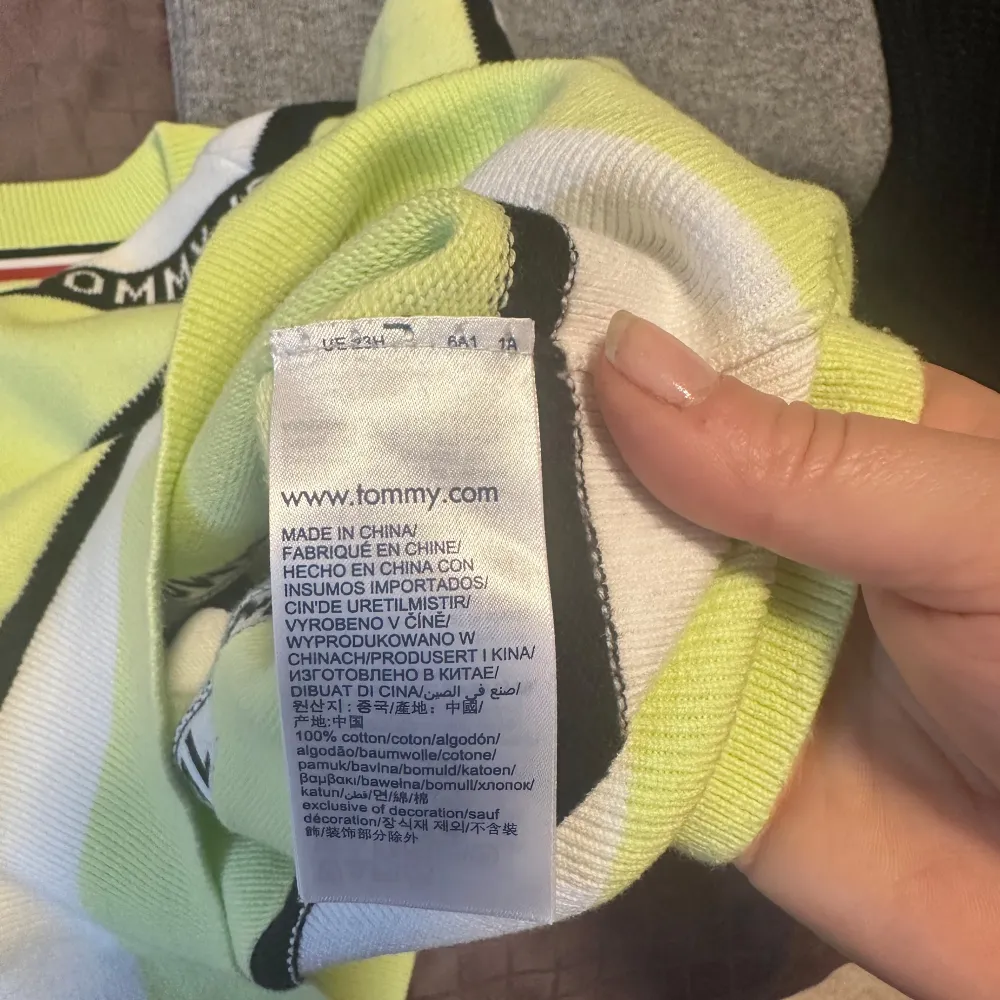 OMMY
UE 23H 6A1 1A
www.tommy.com
MADE IN CHINA/
FABRIQUÉ EN CHINE/
HECHO EN CHINA CON
INSUMOS IMPORTADOS/
CIN'DE URETILMISTIR/
VYROBENO V ČÍNĚ/
WYPRODUKOWANO W
CHINACH/PRODUSERT I KINA/
ИЗГОТОВЛЕНО В КИТАЕ/
DIBUAT DI CINA/صنع في الصين/
원산지 : 중국/產地： 中國/
产地:中国
100% cotton/coton/algodón/
algodão/baumwolle/cotone/
pamuk/bavlna/bomuld/katoen/
βαμβακι/bawełna/bomull/хлопок/
katun/قطن/면/綿/棉
exclusive of decoration/sauf
décoration/장식재 제외/不含裝
飾/装饰部分除外